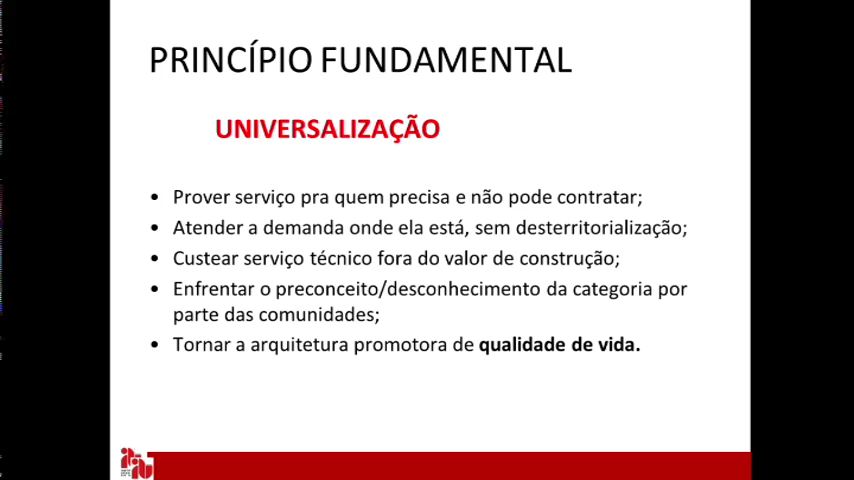 PRINCÍPIO FUNDAMENTAL
UNIVERSALIZAÇÃO
• Prover serviço pra quem precisa e não pode contratar;
• Atender a demanda onde ela está, sem desterritorialização;
• Custear serviço técnico fora do valor de construção;
• Enfrentar o preconceito/desconhecimento da categoria por
parte das comunidades;
• Tornar a arquitetura promotora de qualidade de vida.